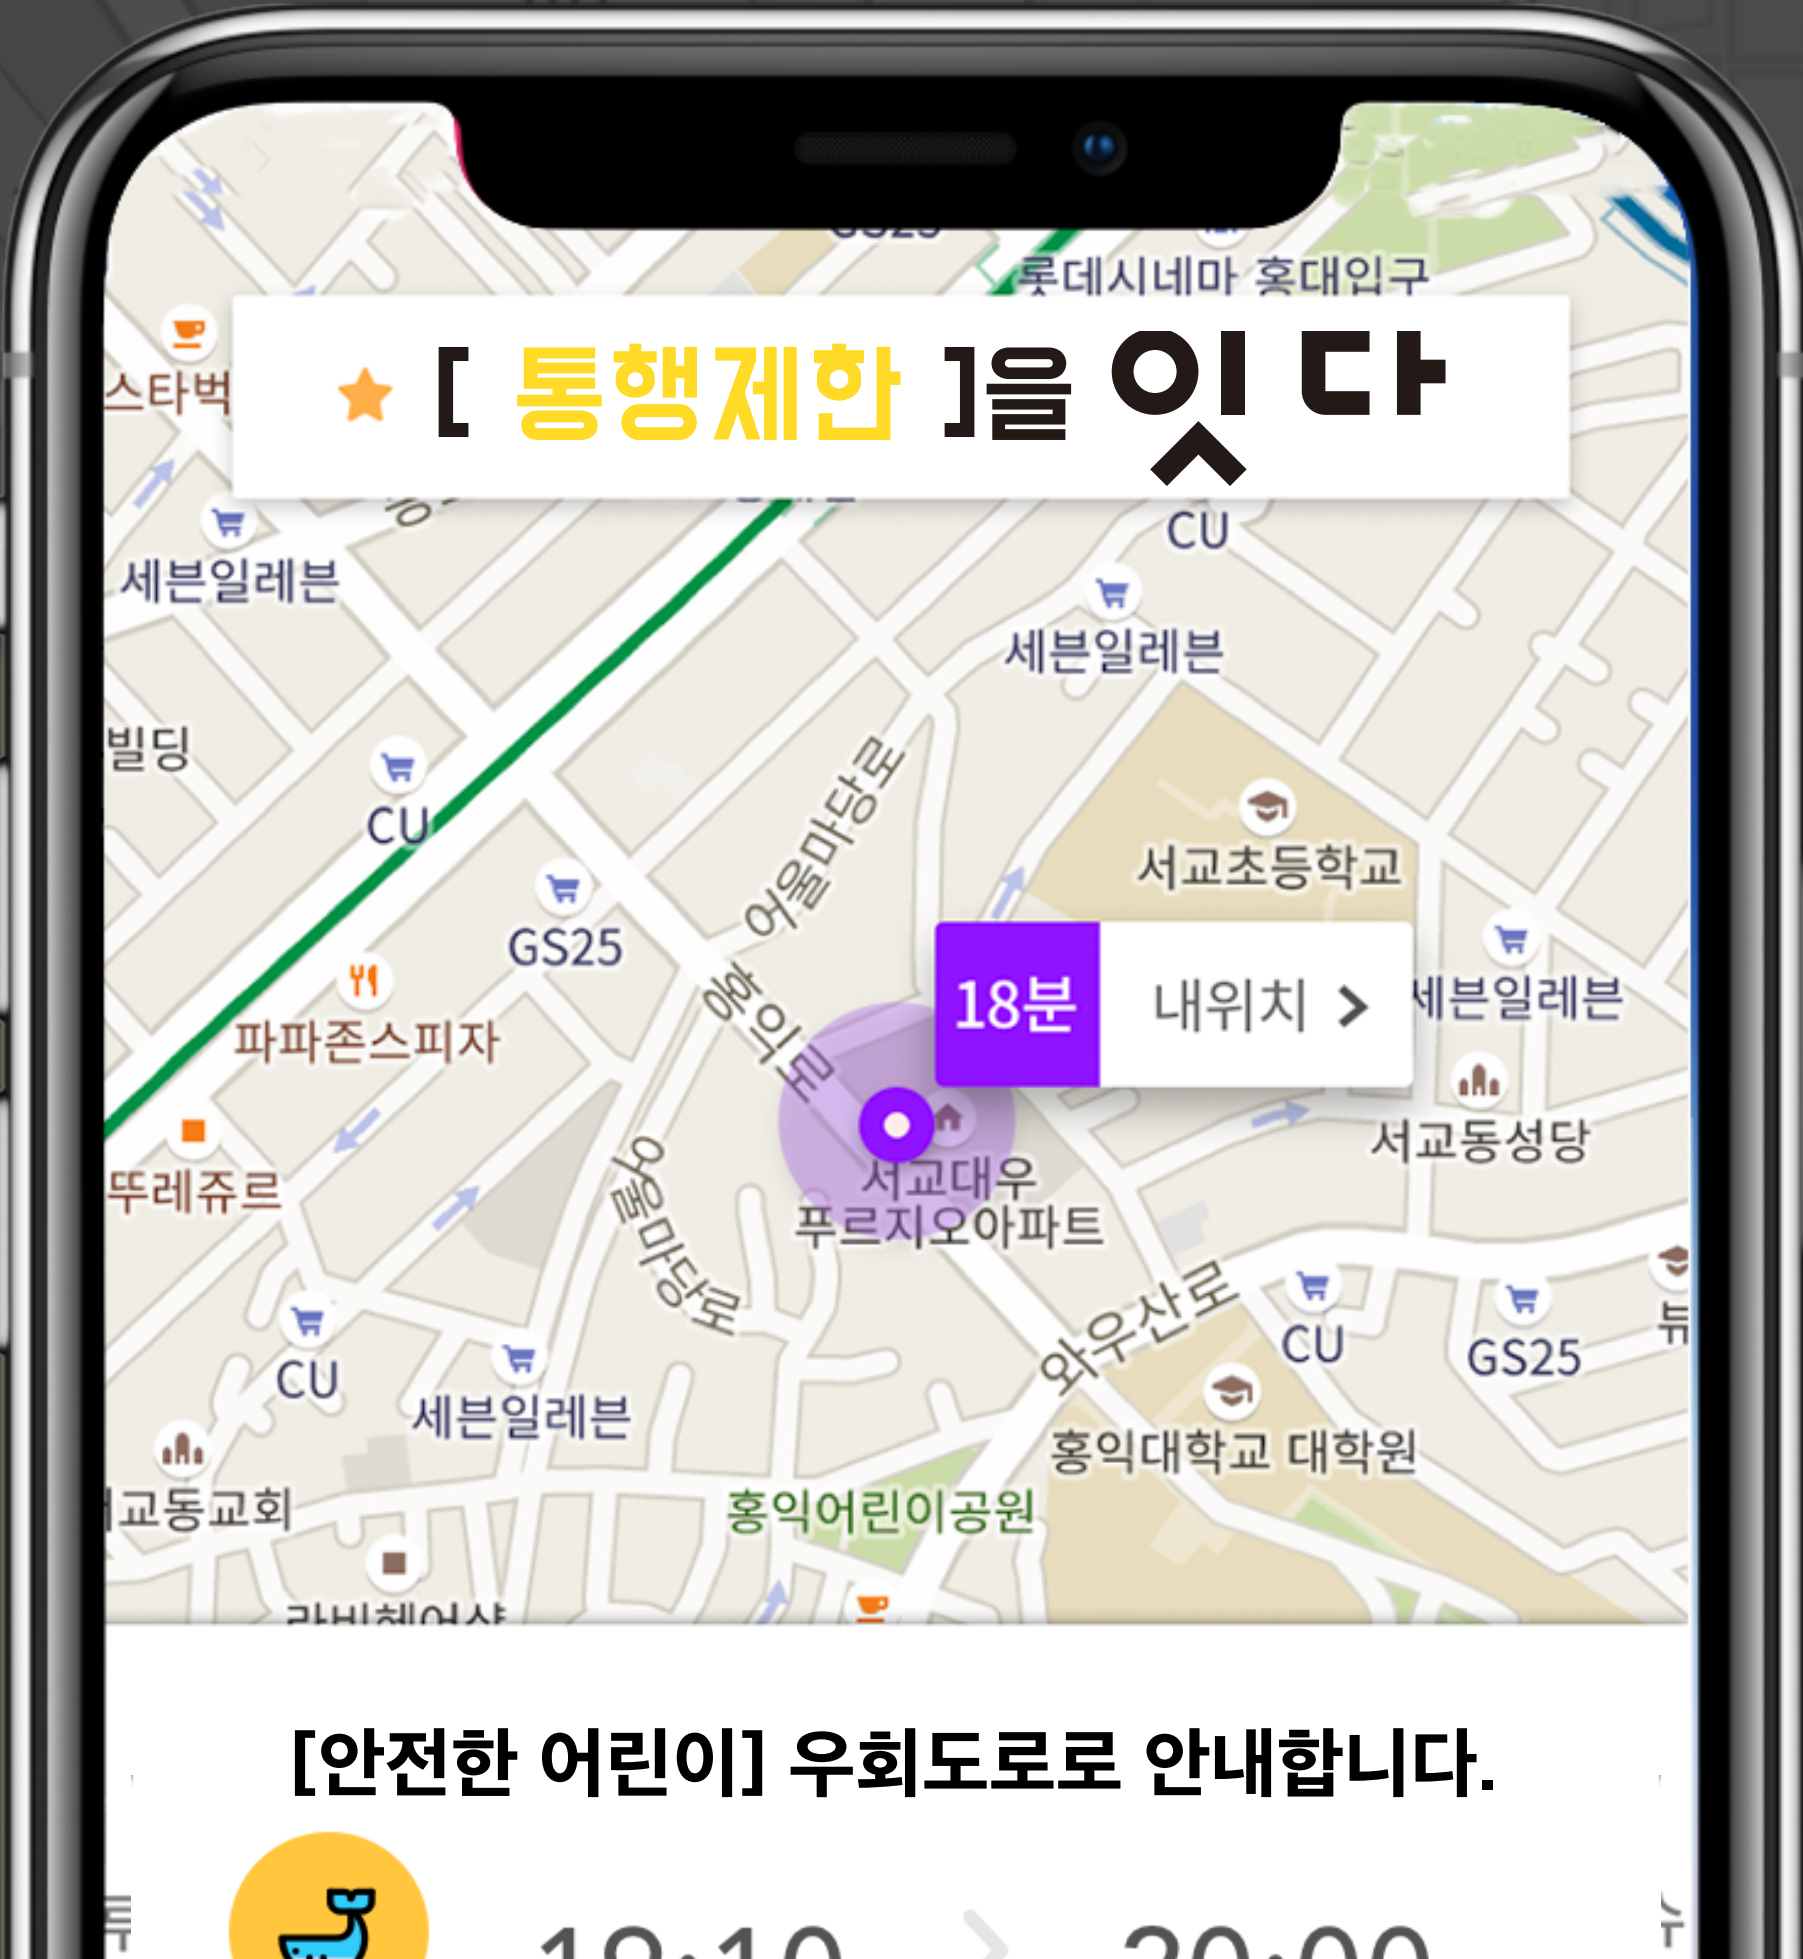 롯데시네마 홍대입구
[ 통행제한 ]을 잇다
스타벅
CU
세븐일레븐
세븐일레븐
빌딩
CU
어울마당로
서교초등학교
GS25
18분
내위치
홍익로
세븐일레븐
파파존스피자
서교동성당
뚜레쥬르
서교대우
푸르지오아파트
어울마당로
와우산로
CU
GS25
CU
세븐일레븐
홍익대학교 대학원
교동교회
홍익어린이공원
[안전한 어린이] 우회도로로 안내합니다.